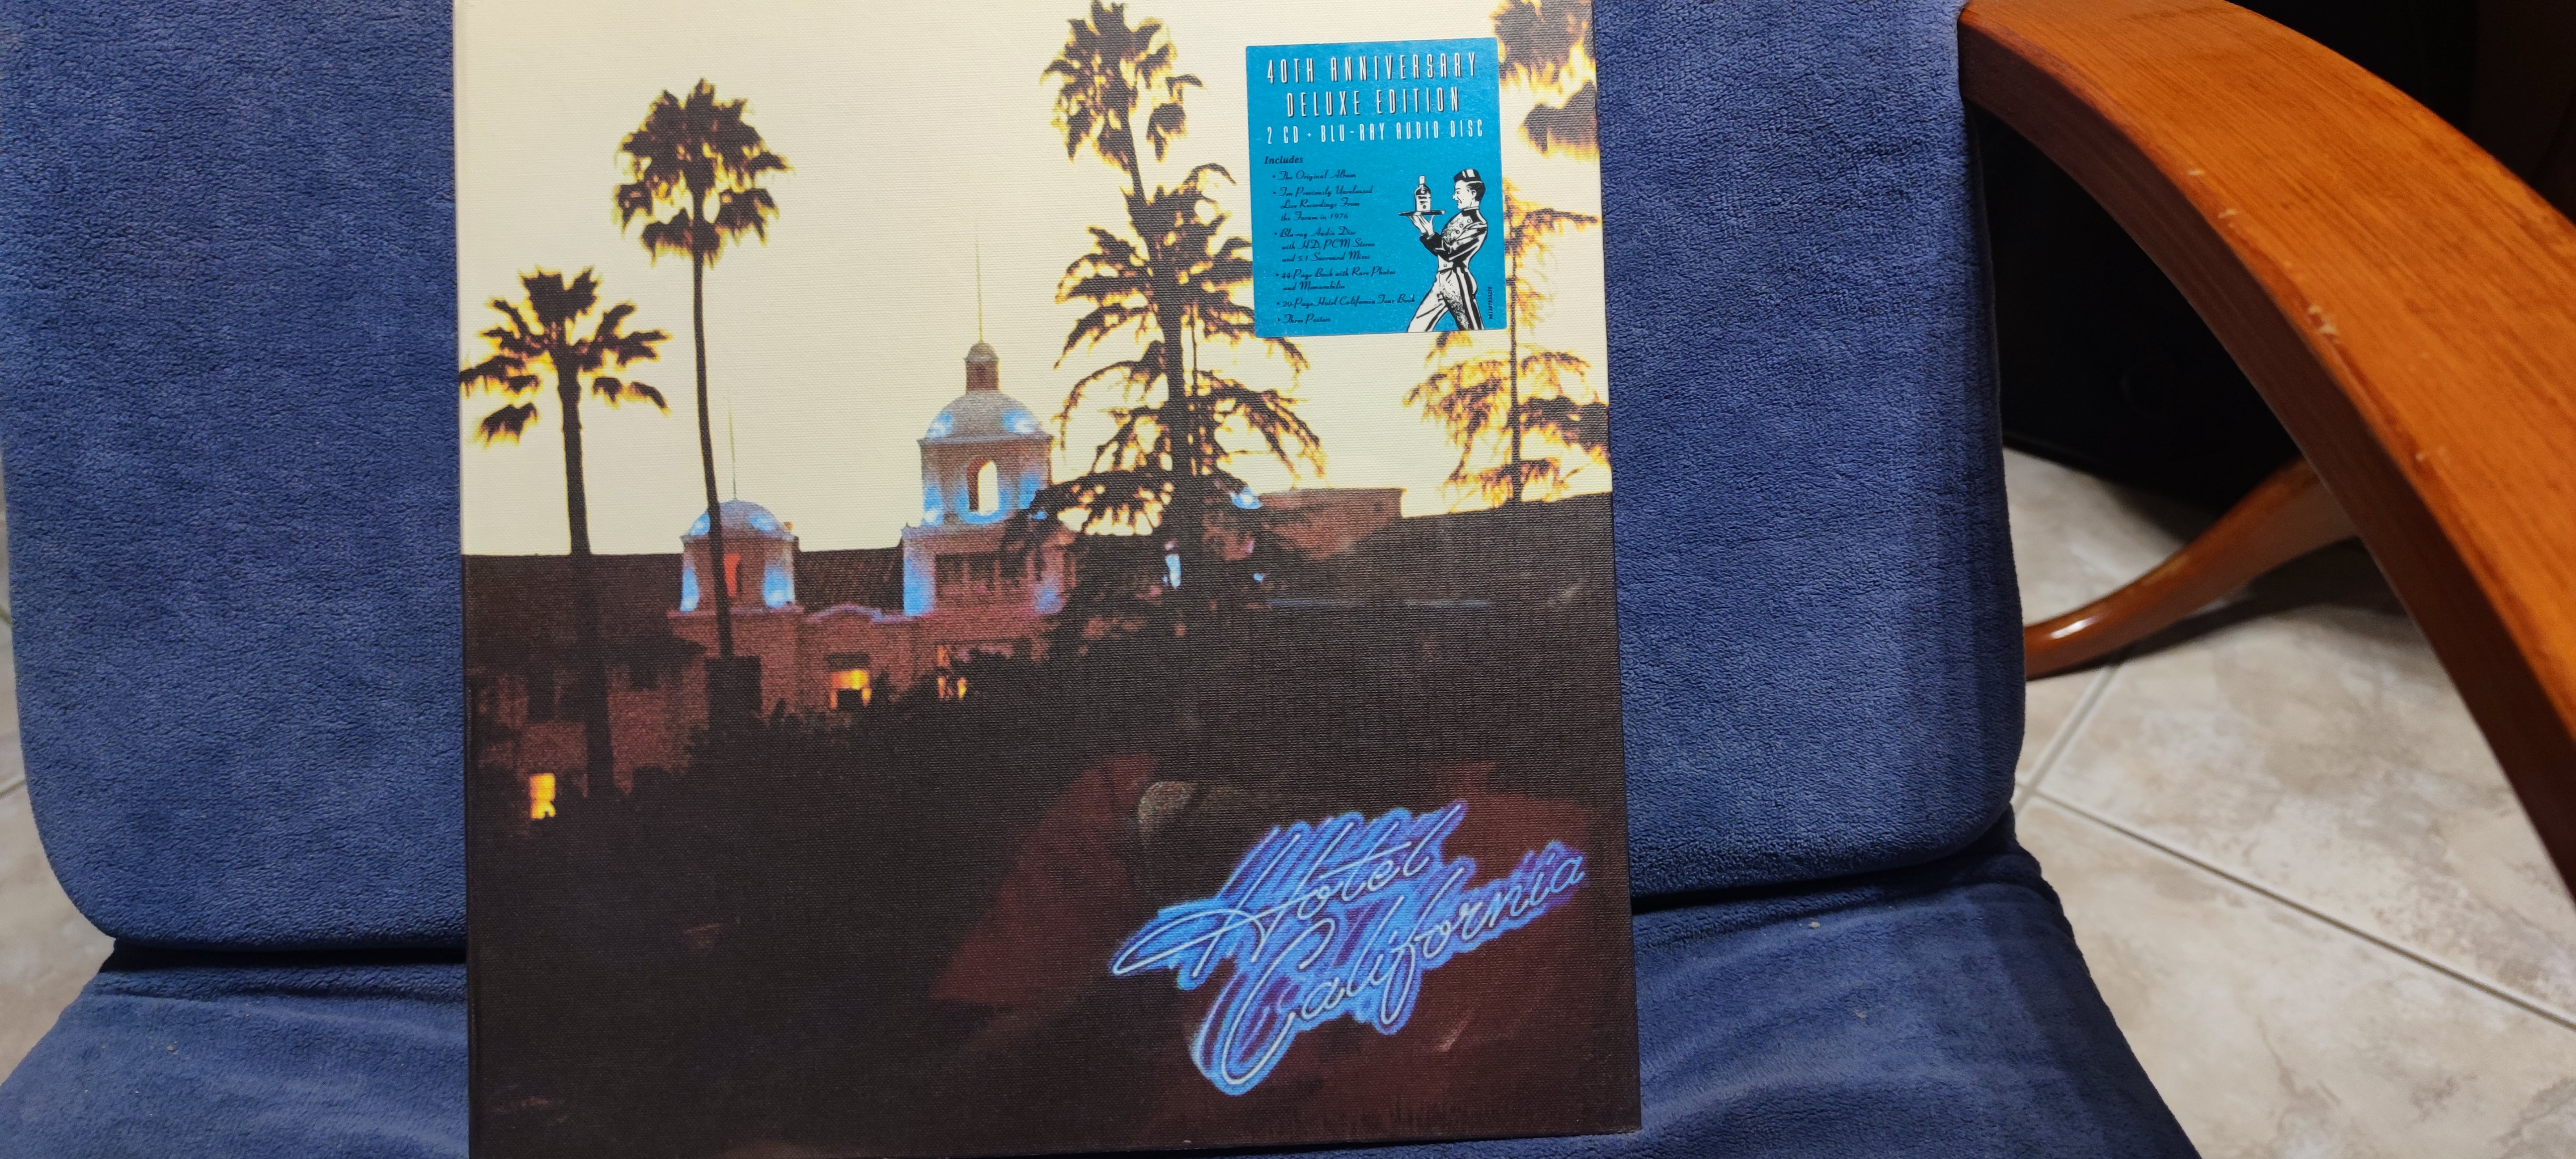 40TH ANNIVERSARY
DELUXE EDITION
2 CD • BLU-RAY AUDIO DISC
Includes
• The Original Album
• Ten Previously Unreleased
Live Recordings From
the Forum in 1976
• Blu-ray Audio Disc
with HD, PCM Stereo
and 5.1 Surround Mixes
• 44-Page Book with Rare Photos
and Memorabilia
• 20-Page Hotel California Tour Book
• Three Posters
Hotel
California